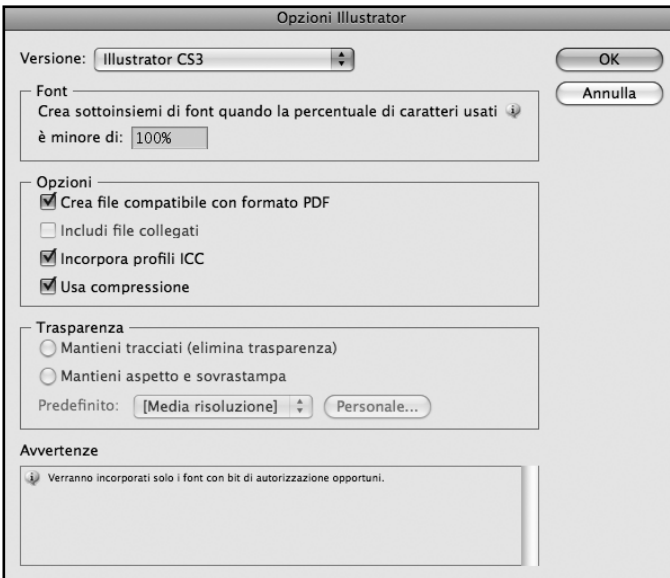 Opzioni Illustrator
Versione: Illustrator CS3
OK
Annulla
Font
Crea sottoinsiemi di font quando la percentuale di caratteri usati
è minore di: 100%
Opzioni
Crea file compatibile con formato PDF
Includi file collegati
Incorpora profili ICC
Usa compressione
Trasparenza
Mantieni tracciati (elimina trasparenza)
Mantieni aspetto e sovrastampa
Predefinito: [Media risoluzione] Personale...
Avvertenze
Verranno incorporati solo i font con bit di autorizzazione opportuni.